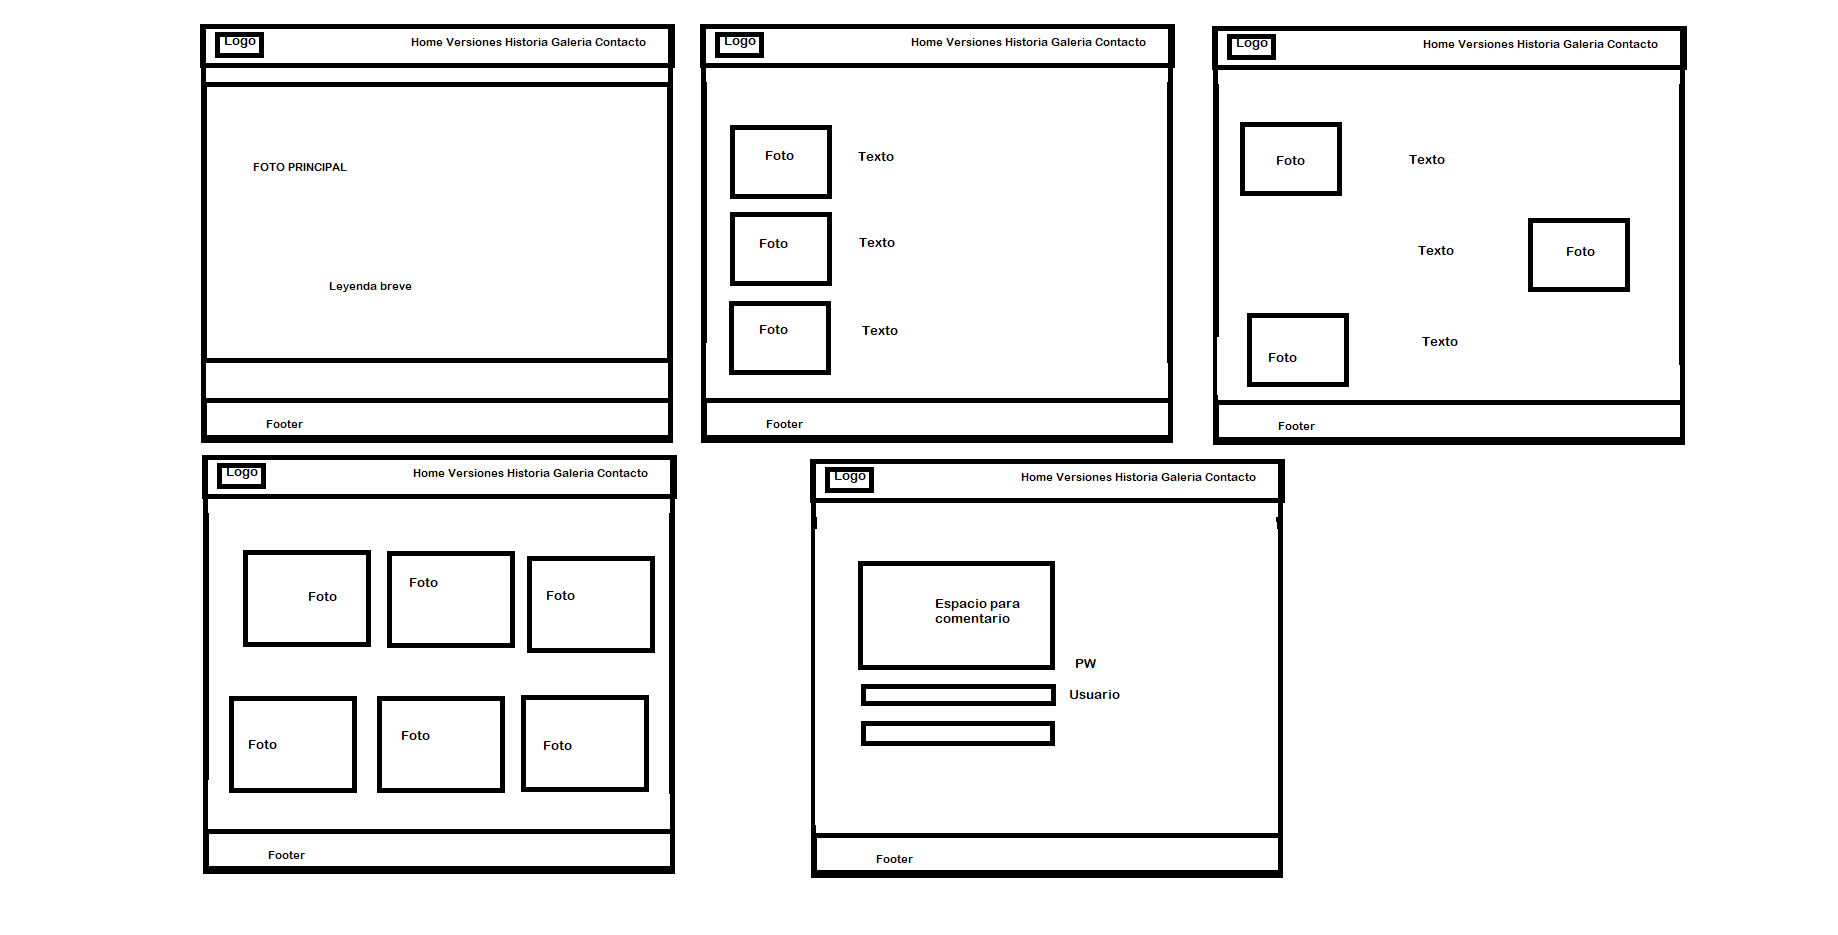 Logo
Home Versiones Historia Galeria Contacto
FOTO PRINCIPAL
Leyenda breve
Footer
Logo
Home Versiones Historia Galeria Contacto
Foto
Texto
Foto
Texto
Foto
Texto
Footer
Logo
Home Versiones Historia Galeria Contacto
Foto
Texto
Texto
Foto
Foto
Texto
Footer
Logo
Home Versiones Historia Galeria Contacto
Foto
Foto
Foto
Foto
Foto
Foto
Footer
Logo
Home Versiones Historia Galeria Contacto
Espacio para
comentario
PW
Usuario
Footer